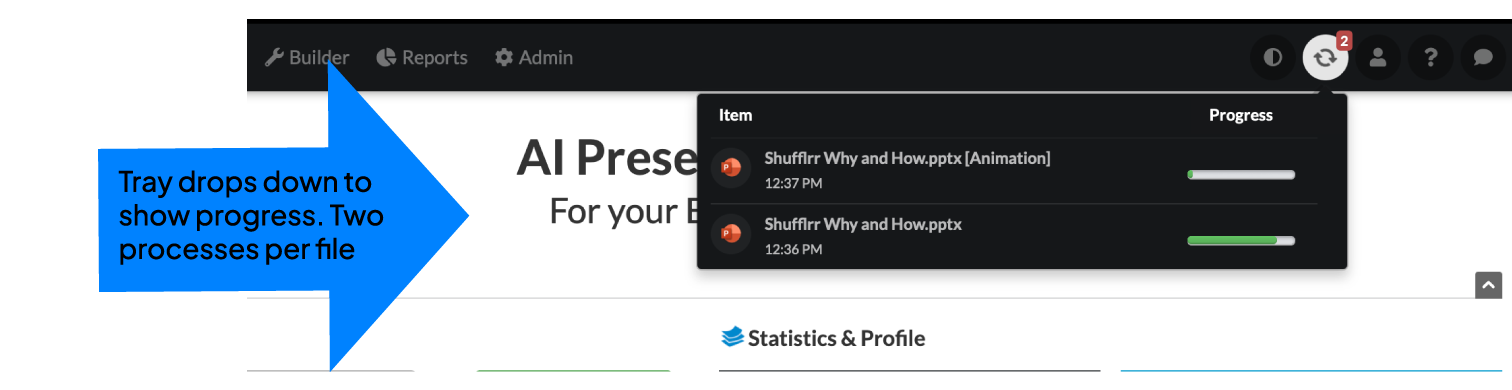 Builder Reports Admin
2
Item Progress
Shufflrr Why and How.pptx [Animation]
12:37 PM
Shufflrr Why and How.pptx
12:36 PM
AI Prese
For your
Tray drops down to
show progress. Two
processes per file
Statistics & Profile